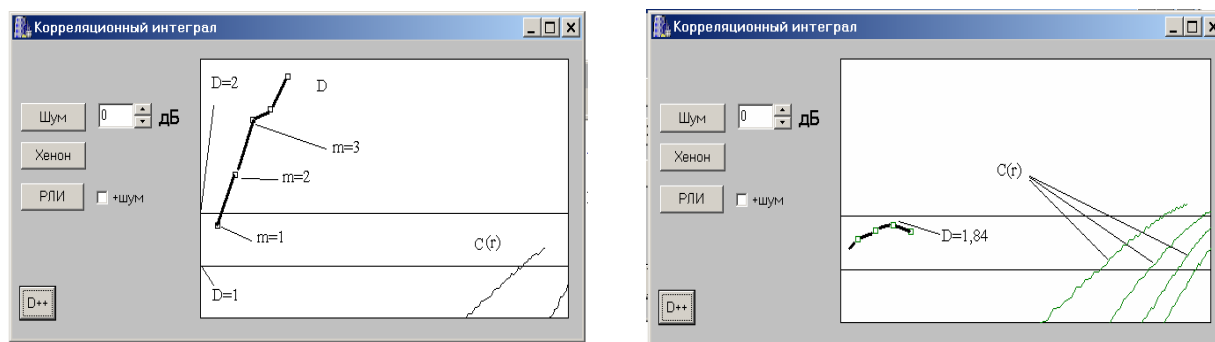 Корреляционный интеграл
D=2
D
Шум
0
дБ
m=3
Хенон
m=2
РЛИ
+шум
m=1
C(r)
D=1
D++
Корреляционный интеграл
Шум
0
дБ
Хенон
C(r)
РЛИ
+шум
D=1,84
D++